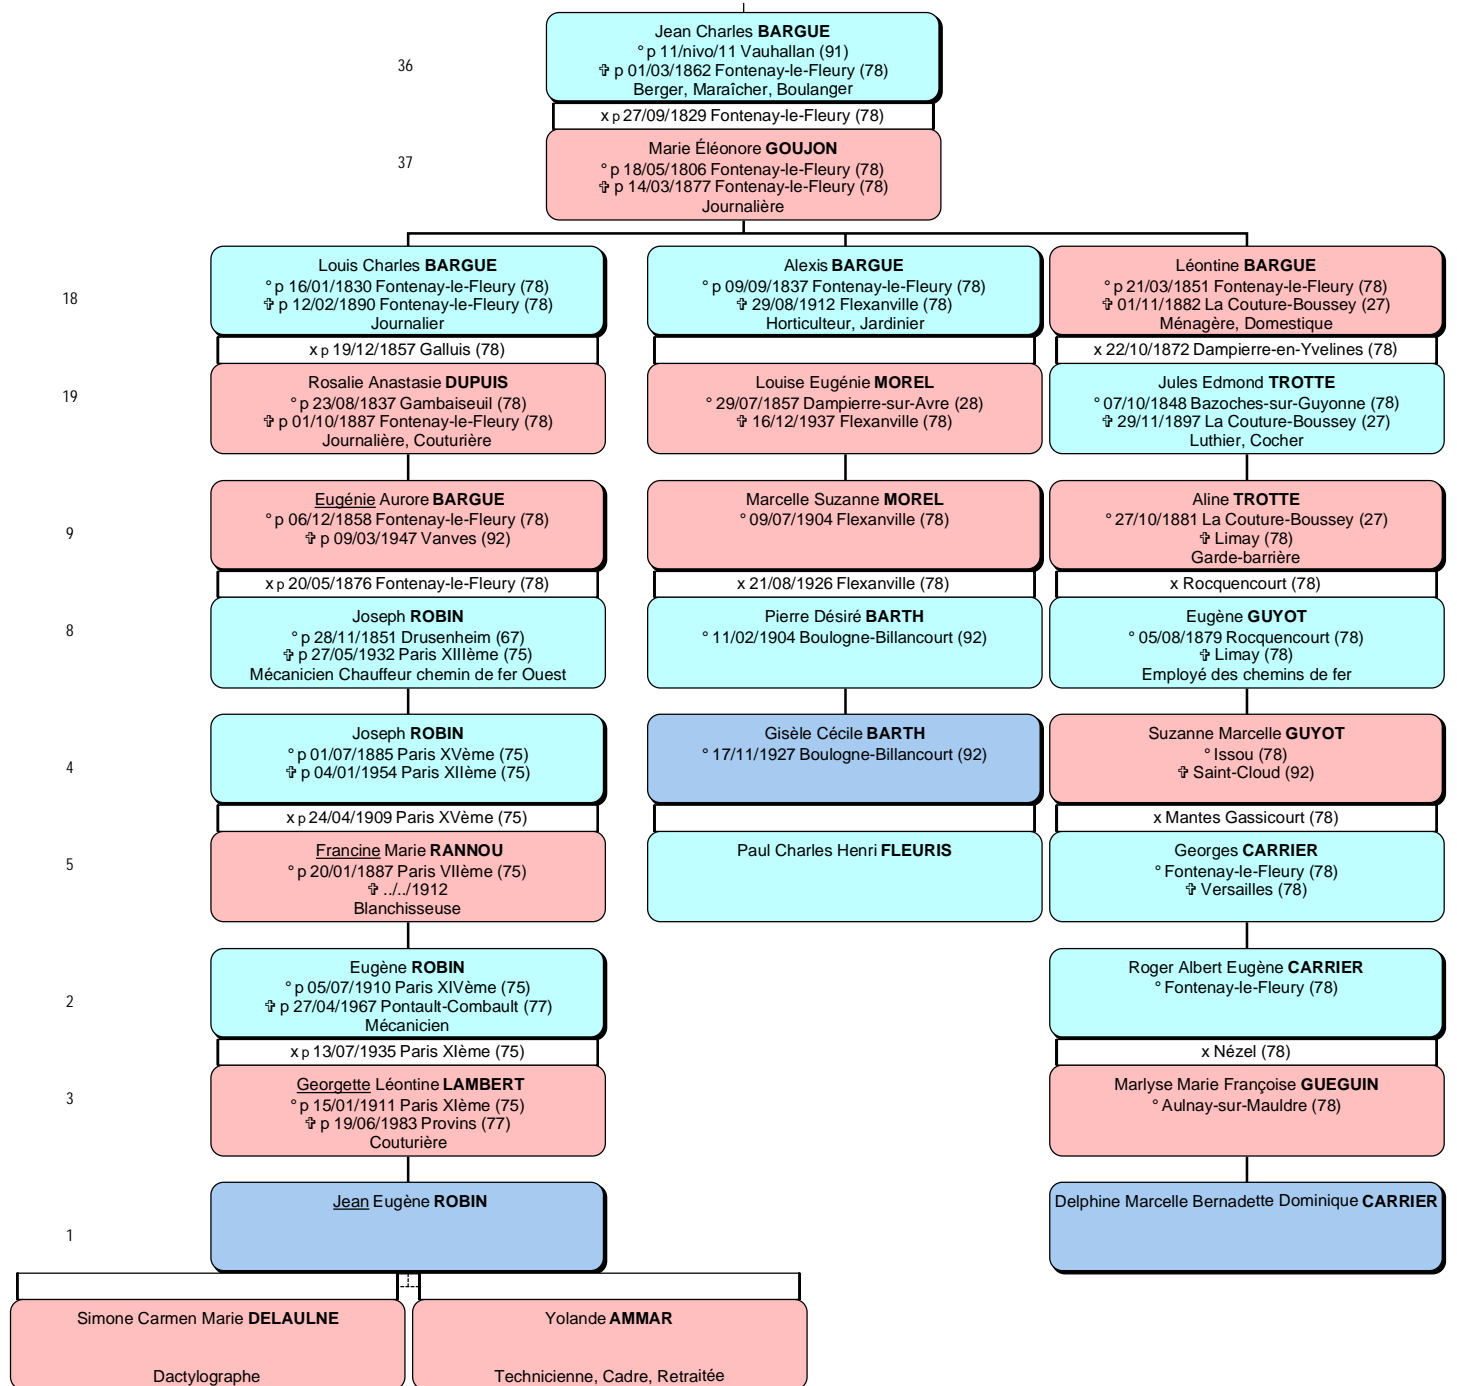 Jean Charles BARGUE
° p 11/nivo/11 Vauhallan (91)
✞ p 01/03/1862 Fontenay-le-Fleury (78)
Berger, Maraîcher, Boulanger
36
x p 27/09/1829 Fontenay-le-Fleury (78)
Marie Éléonore GOUJON
° p 18/05/1806 Fontenay-le-Fleury (78)
✞ p 14/03/1877 Fontenay-le-Fleury (78)
Journalière
37
18
Louis Charles BARGUE
° p 16/01/1830 Fontenay-le-Fleury (78)
✞ p 12/02/1890 Fontenay-le-Fleury (78)
Journalier
Alexis BARGUE
° p 09/09/1837 Fontenay-le-Fleury (78)
✞ 29/08/1912 Flexanville (78)
Horticulteur, Jardinier
Léontine BARGUE
° p 21/03/1851 Fontenay-le-Fleury (78)
✞ 01/11/1882 La Couture-Boussey (27)
Ménagère, Domestique
x p 19/12/1857 Galluis (78)
x 22/10/1872 Dampierre-en-Yvelines (78)
19
Rosalie Anastasie DUPUIS
° p 23/08/1837 Gambaiseuil (78)
✞ p 01/10/1887 Fontenay-le-Fleury (78)
Journalière, Couturière
Louise Eugénie MOREL
° 29/07/1857 Dampierre-sur-Avre (28)
✞ 16/12/1937 Flexanville (78)
Jules Edmond TROTTE
° 07/10/1848 Bazoches-sur-Guyonne (78)
✞ 29/11/1897 La Couture-Boussey (27)
Luthier, Cocher
9
Eugénie Aurore BARGUE
° p 06/12/1858 Fontenay-le-Fleury (78)
✞ p 09/03/1947 Vanves (92)
Marcelle Suzanne MOREL
° 09/07/1904 Flexanville (78)
Aline TROTTE
° 27/10/1881 La Couture-Boussey (27)
✞ Limay (78)
Garde-barrière
x p 20/05/1876 Fontenay-le-Fleury (78)
x 21/08/1926 Flexanville (78)
x Rocquencourt (78)
8
Joseph ROBIN
° p 28/11/1851 Drusenheim (67)
✞ p 27/05/1932 Paris XIIIème (75)
Mécanicien Chauffeur chemin de fer Ouest
Pierre Désiré BARTH
° 11/02/1904 Boulogne-Billancourt (92)
Eugène GUYOT
° 05/08/1879 Rocquencourt (78)
✞ Limay (78)
Employé des chemins de fer
4
Joseph ROBIN
° p 01/07/1885 Paris XVème (75)
✞ p 04/01/1954 Paris XIIème (75)
Gisèle Cécile BARTH
° 17/11/1927 Boulogne-Billancourt (92)
Suzanne Marcelle GUYOT
° Issou (78)
✞ Saint-Cloud (92)
x p 24/04/1909 Paris XVème (75)
x Mantes Gassicourt (78)
5
Francine Marie RANNOU
° p 20/01/1887 Paris VIIème (75)
✞ ../../1912
Blanchisseuse
Paul Charles Henri FLEURIS
Georges CARRIER
° Fontenay-le-Fleury (78)
✞ Versailles (78)
2
Eugène ROBIN
° p 05/07/1910 Paris XIVème (75)
✞ p 27/04/1967 Pontault-Combault (77)
Mécanicien
Roger Albert Eugène CARRIER
° Fontenay-le-Fleury (78)
x p 13/07/1935 Paris XIème (75)
x Nézel (78)
3
Georgette Léontine LAMBERT
° p 15/01/1911 Paris XIème (75)
✞ p 19/06/1983 Provins (77)
Couturière
Marlyse Marie Françoise GUEGUIN
° Aulnay-sur-Mauldre (78)
1
Jean Eugène ROBIN
Delphine Marcelle Bernadette Dominique CARRIER
Simone Carmen Marie DELAULNE
Dactylographe
Yolande AMMAR
Technicienne, Cadre, Retraitée